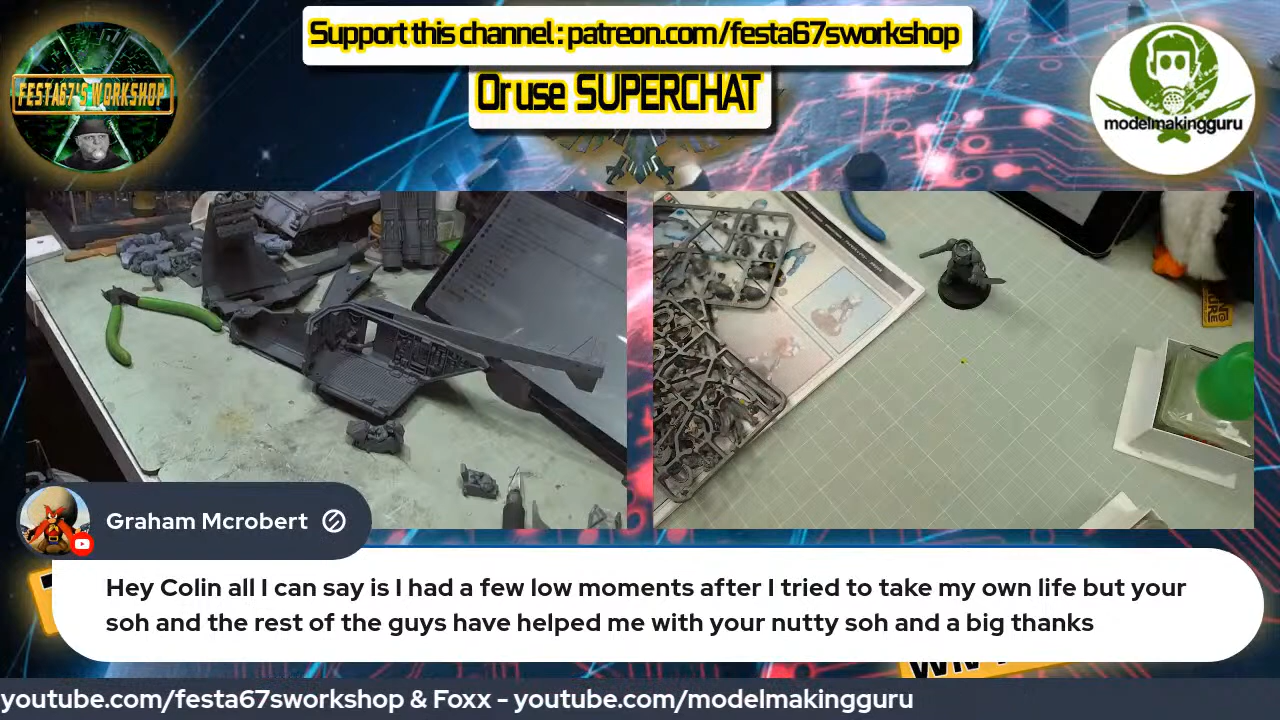 Support this channel : patreon.com/festa67sworkshop
Or use SUPERCHAT
FESTA67'S WORKSHOP
modelmakingguru
Graham Mcrobert
Hey Colin all I can say is I had a few low moments after I tried to take my own life but your
soh and the rest of the guys have helped me with your nutty soh and a big thanks
youtube.com/festa67sworkshop & Foxx - youtube.com/modelmakingguru